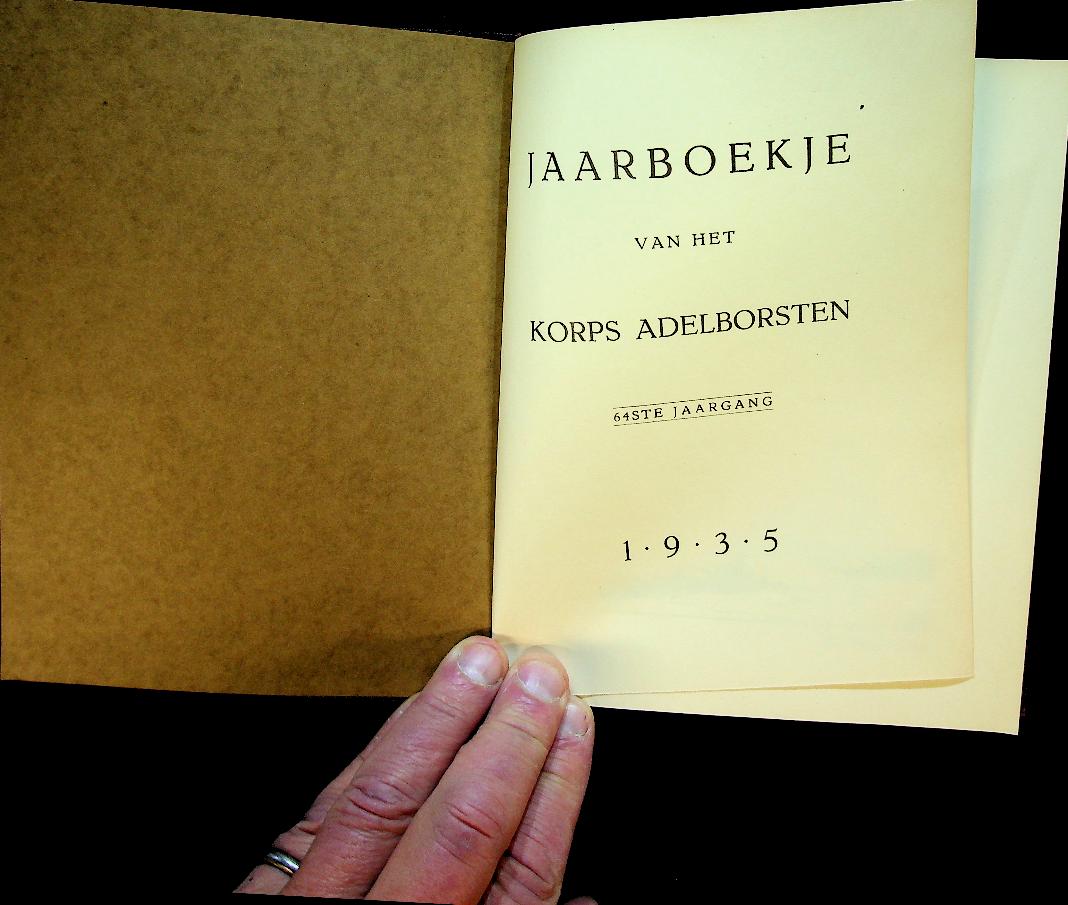 JAARBOEKJE
VAN HET
KORPS ADELBORSTEN
64STE JAARGANG
1·9·3·5